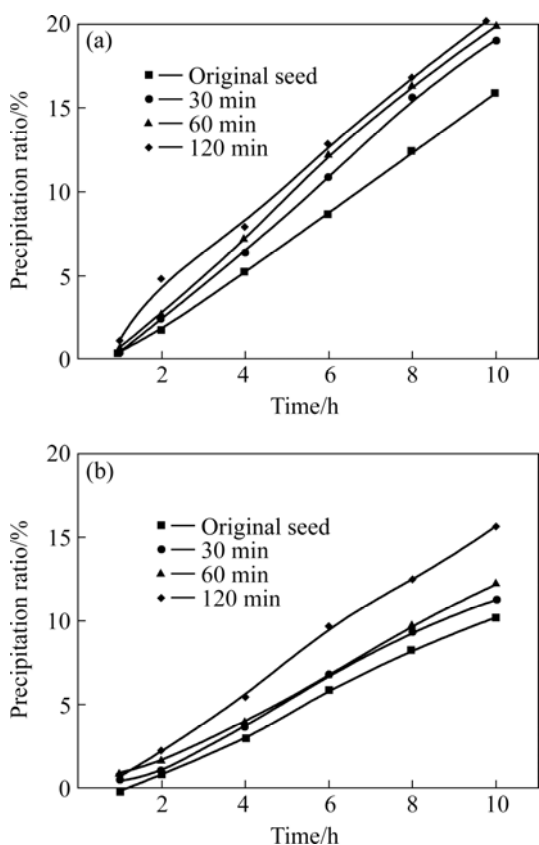 20
(a)
Original seed
30 min
60 min
120 min
15
10
5
0
Precipitation ratio/%
2 4 6 8 10
Time/h
20
(b)
Original seed
30 min
60 min
120 min
15
10
5
0
Precipitation ratio/%
2 4 6 8 10
Time/h